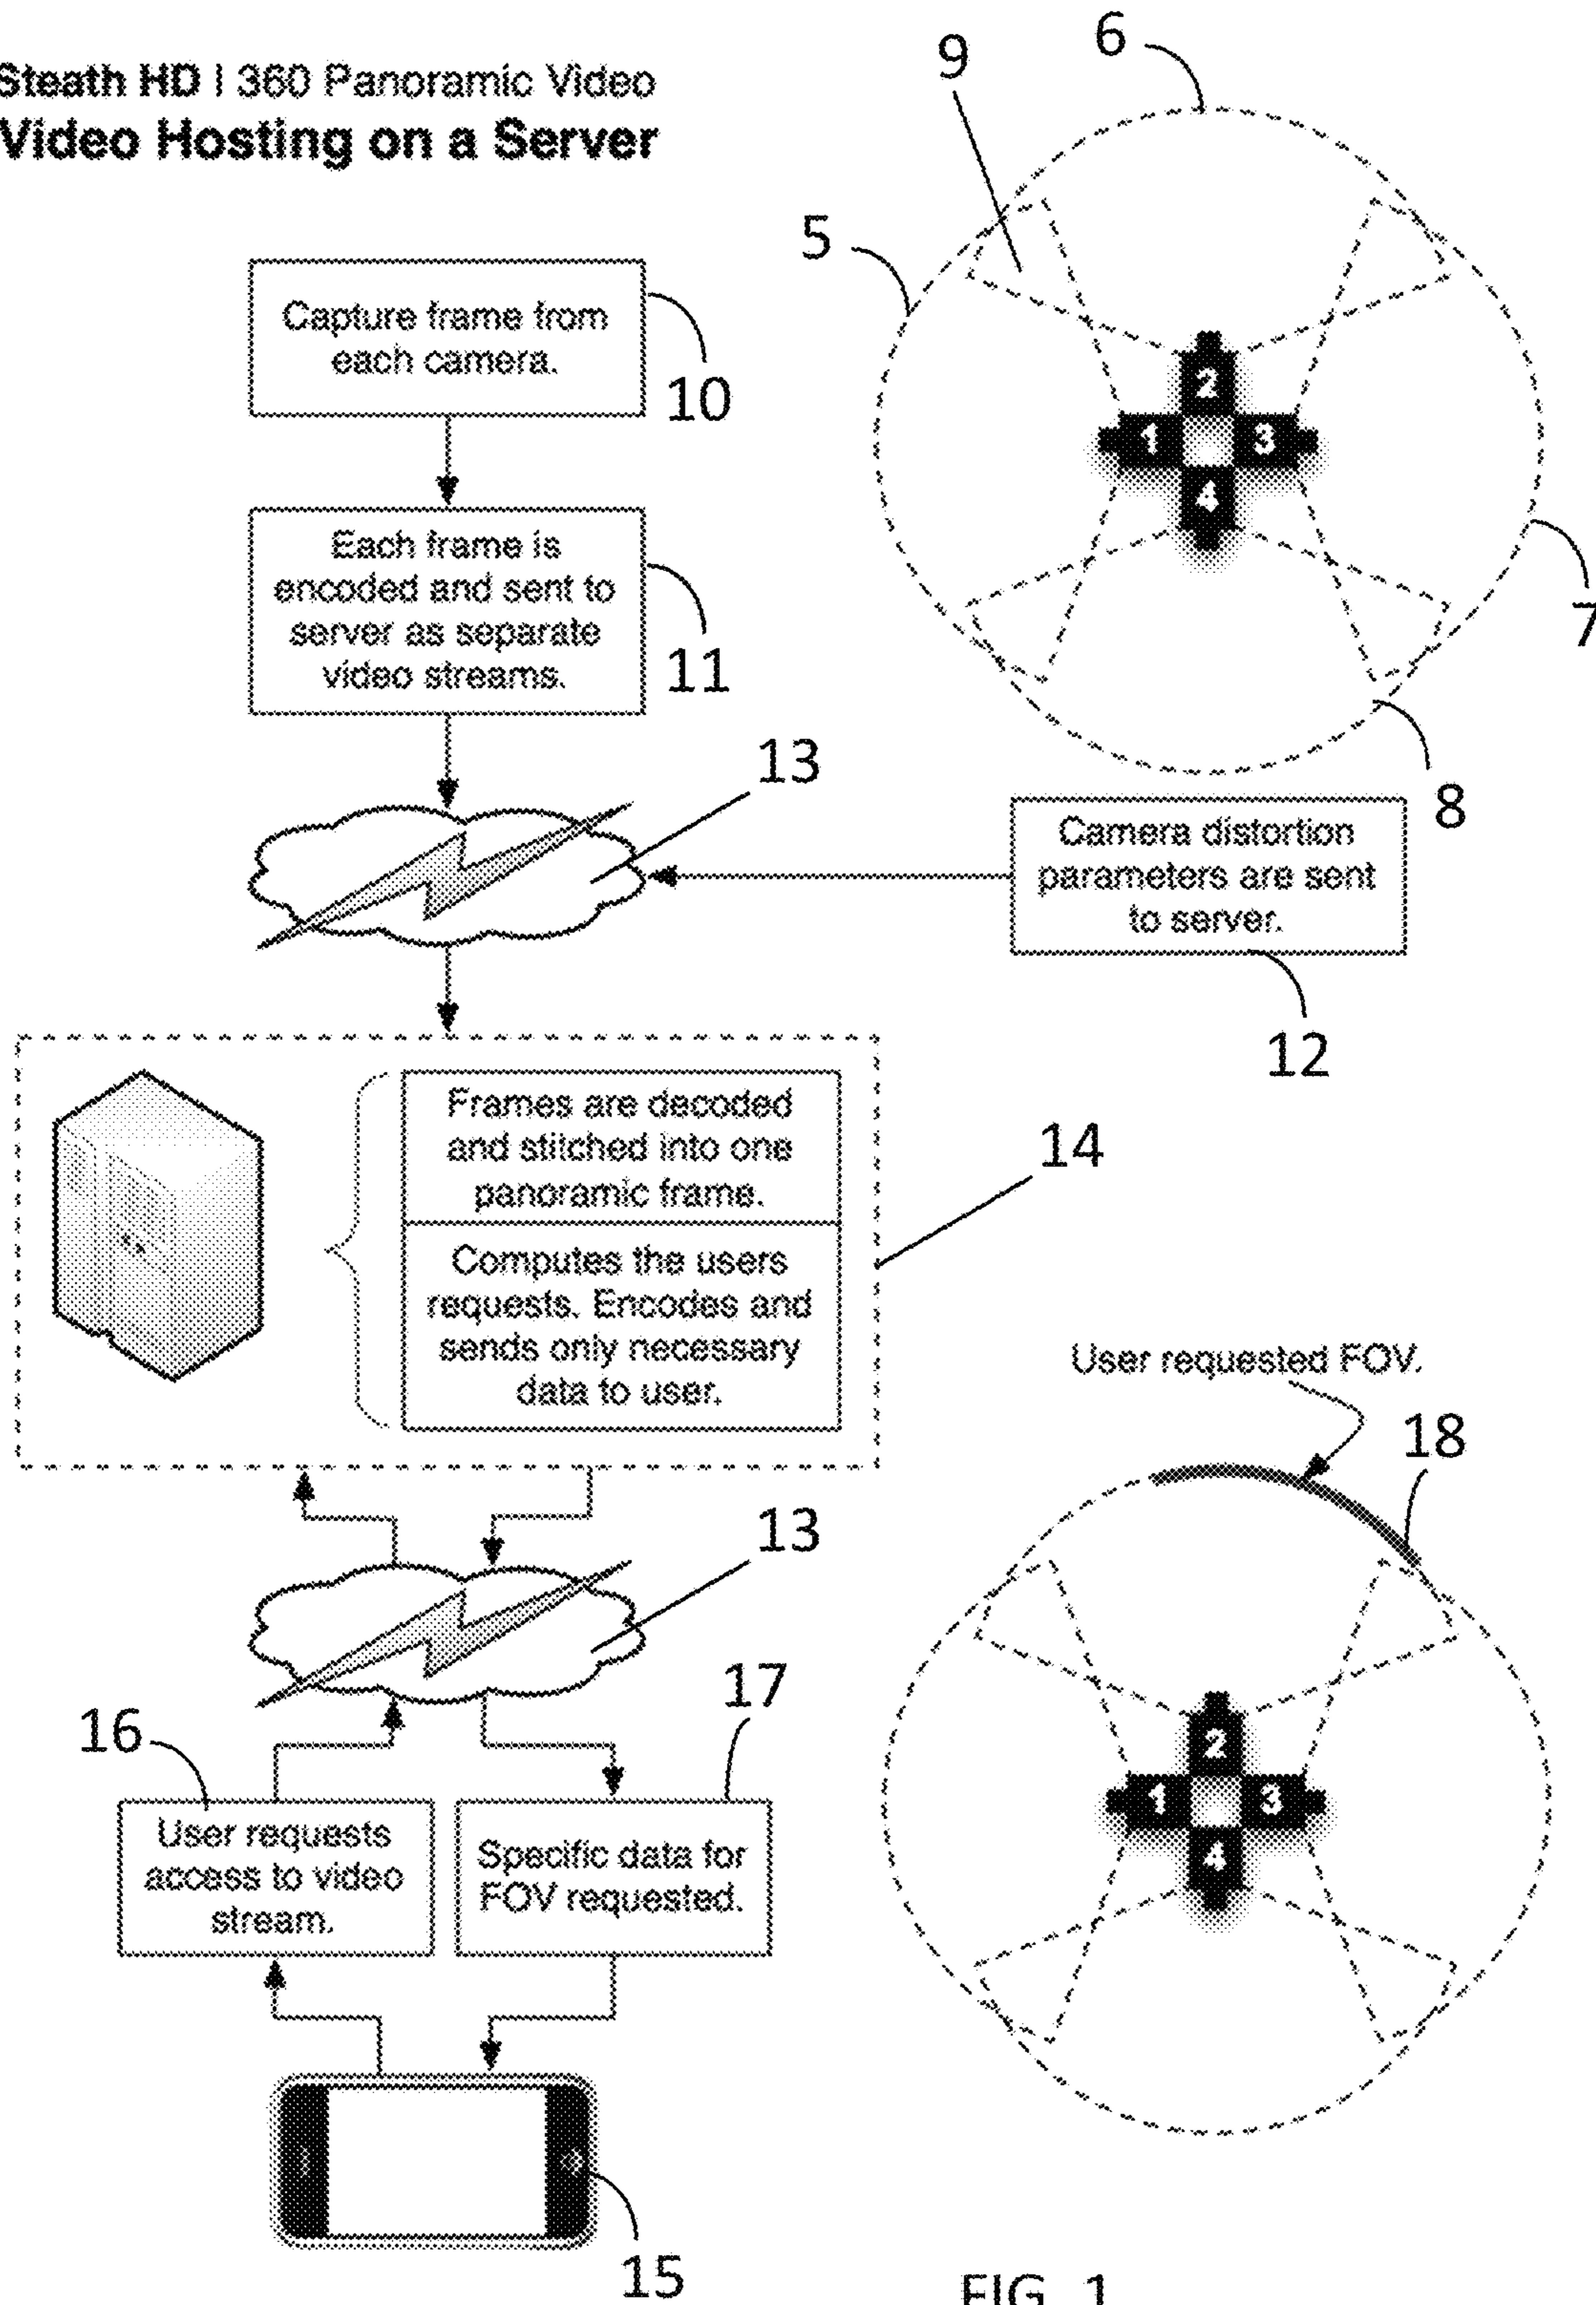 Steath HD | 360 Panoramic Video
Video Hosting on a Server
9
6
5
7
8
2
1
3
4
Capture frame from
each camera.
10
Each frame is
encoded and sent to
server as separate
video streams.
11
13
Camera distortion
parameters are sent
to server.
12
Frames are decoded
and stitched into one
panoramic frame.
Computes the users
requests. Encodes and
sends only necessary
data to user.
14
User requested FOV.
18
13
2
1
3
4
16
User requests
access to video
stream.
17
Specific data for
FOV requested.
15
FIG. 1